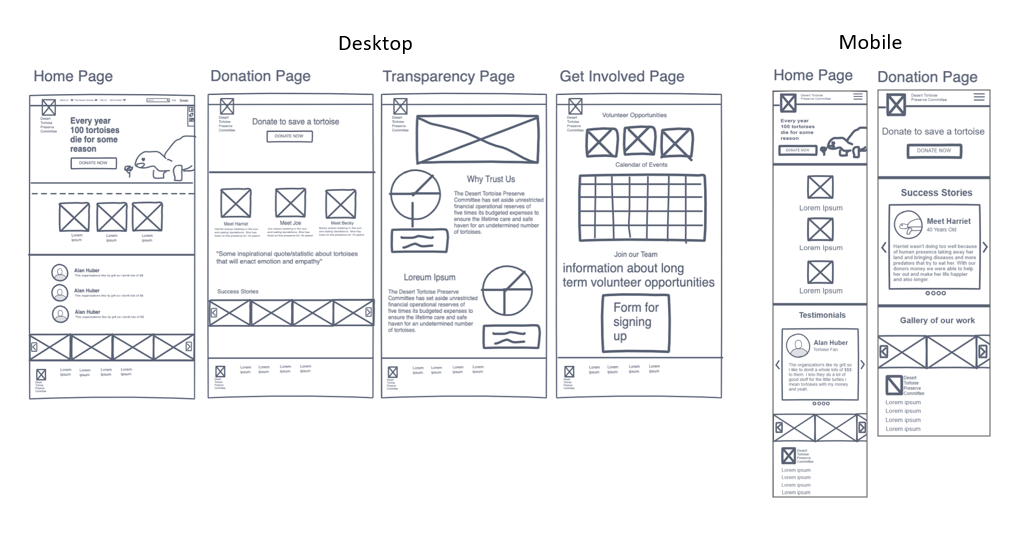 Desktop
Mobile
Home Page
Donation Page
Transparency Page
Get Involved Page
Home Page
Donation Page
Desert
Tortoise
Preserve
Committee
Every year
100 tortoises
die for some
reason
DONATE NOW
Lorem
ipsum
Lorem
ipsum
Lorem
ipsum
Alan Huber
Alan Huber
Alan Huber
Desert
Tortoise
Preserve
Committee
Lorem
ipsum
Lorem
ipsum
Lorem
ipsum
Lorem
ipsum
Desert
Tortoise
Preserve
Committee
Donate to save a tortoise
DONATE NOW
Meet Harriet
Meet Joe
Meet Becky
"Some inspirational quote/statistic about tortoises
that will enact emotion and empathy"
Success Stories
Lorem
ipsum
Lorem
ipsum
Lorem
ipsum
Lorem
ipsum
Desert
Tortoise
Preserve
Committee
Why Trust Us
The Desert Tortoise Preserve
Committee has set aside unrestricted
financial operational reserves of
five times its budgeted expenses to
ensure the lifetime care and safe
haven for an undetermined number
of tortoises.
Loreum Ipsum
The Desert Tortoise Preserve
Committee has set aside unrestricted
financial operational reserves of
five times its budgeted expenses to
ensure the lifetime care and safe
haven for an undetermined number
of tortoises.
Lorem
ipsum
Lorem
ipsum
Lorem
ipsum
Lorem
ipsum
Desert
Tortoise
Preserve
Committee
Volunteer Opportunities
Calendar of Events
Join our Team
information about long
term volunteer opportunities
Form for
signing
up
Lorem
ipsum
Lorem
ipsum
Lorem
ipsum
Lorem
ipsum
Desert Tortoise
Preserve Committee
Every year
100 tortoises
die for some
reason
DONATE NOW
Lorem Ipsum
Lorem Ipsum
Lorem Ipsum
Testimonials
Alan Huber
Tortoise Fan
The organization's like rly girl so
I like to donit a whole lots of $$$
to them. I lots they do a lot of
good stuff for the little turtles I
mean tortoises with my money
and yeah.
Desert
Tortoise
Preserve
Committee
Lorem ipsum
Lorem ipsum
Lorem ipsum
Lorem ipsum
Desert Tortoise
Preserve Committee
Donate to save a tortoise
DONATE NOW
Success Stories
Meet Harriet
40 Years Old
Harriet wasn't doing too well because
of human presence taking away her
land and bringing diseases and more
predators that try to eat her. With our
donors money we were able to help
her out and make her life happier
and also longer.
Gallery of our work
Desert
Tortoise
Preserve
Committee
Lorem ipsum
Lorem ipsum
Lorem ipsum
Lorem ipsum